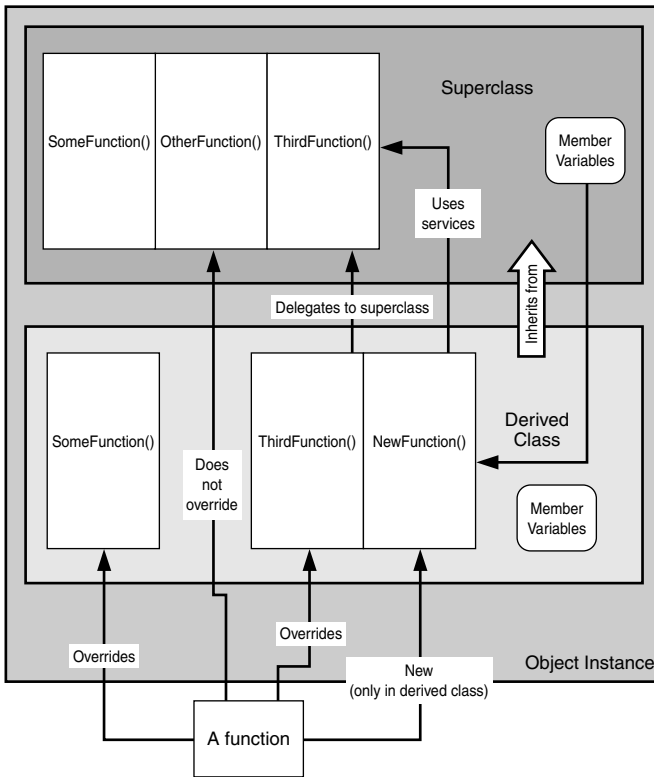 Superclass
SomeFunction()
OtherFunction()
ThirdFunction()
Member
Variables
Uses
services
Inherits from
Delegates to superclass
SomeFunction()
ThirdFunction()
NewFunction()
Derived
Class
Does
not
override
Member
Variables
Overrides
Overrides
New
(only in derived class)
Object Instance
A function